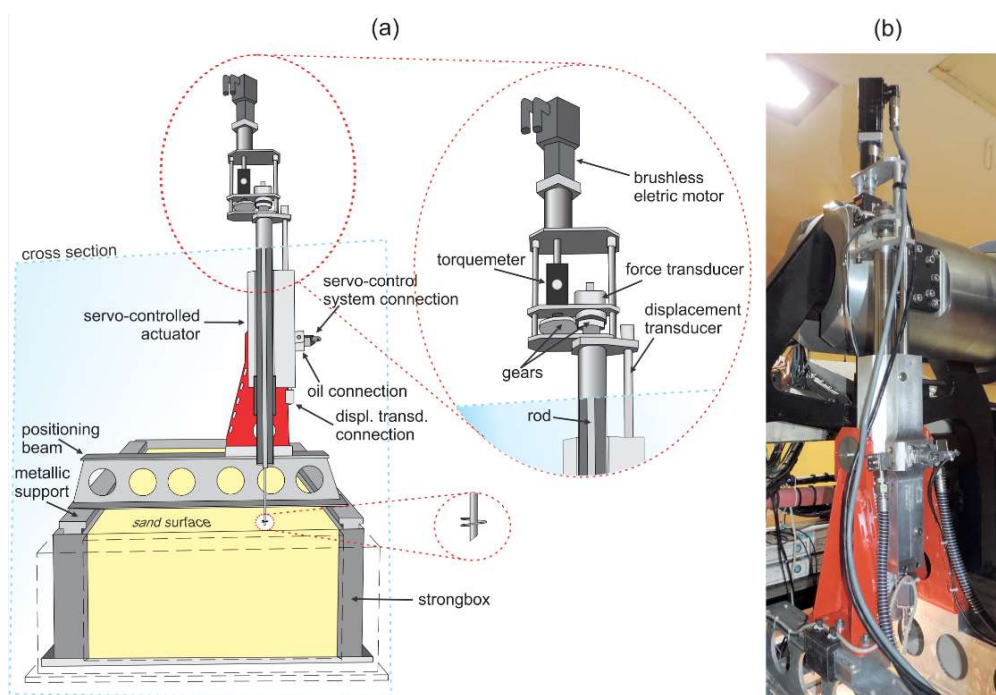 (a)
(b)
cross section
servo-controlled
actuator
servo-control
system connection
oil connection
displ. transd.
connection
positioning
beam
metallic
support
sand surface
strongbox
brushless
eletric motor
torquemeter
force transducer
displacement
transducer
gears
rod